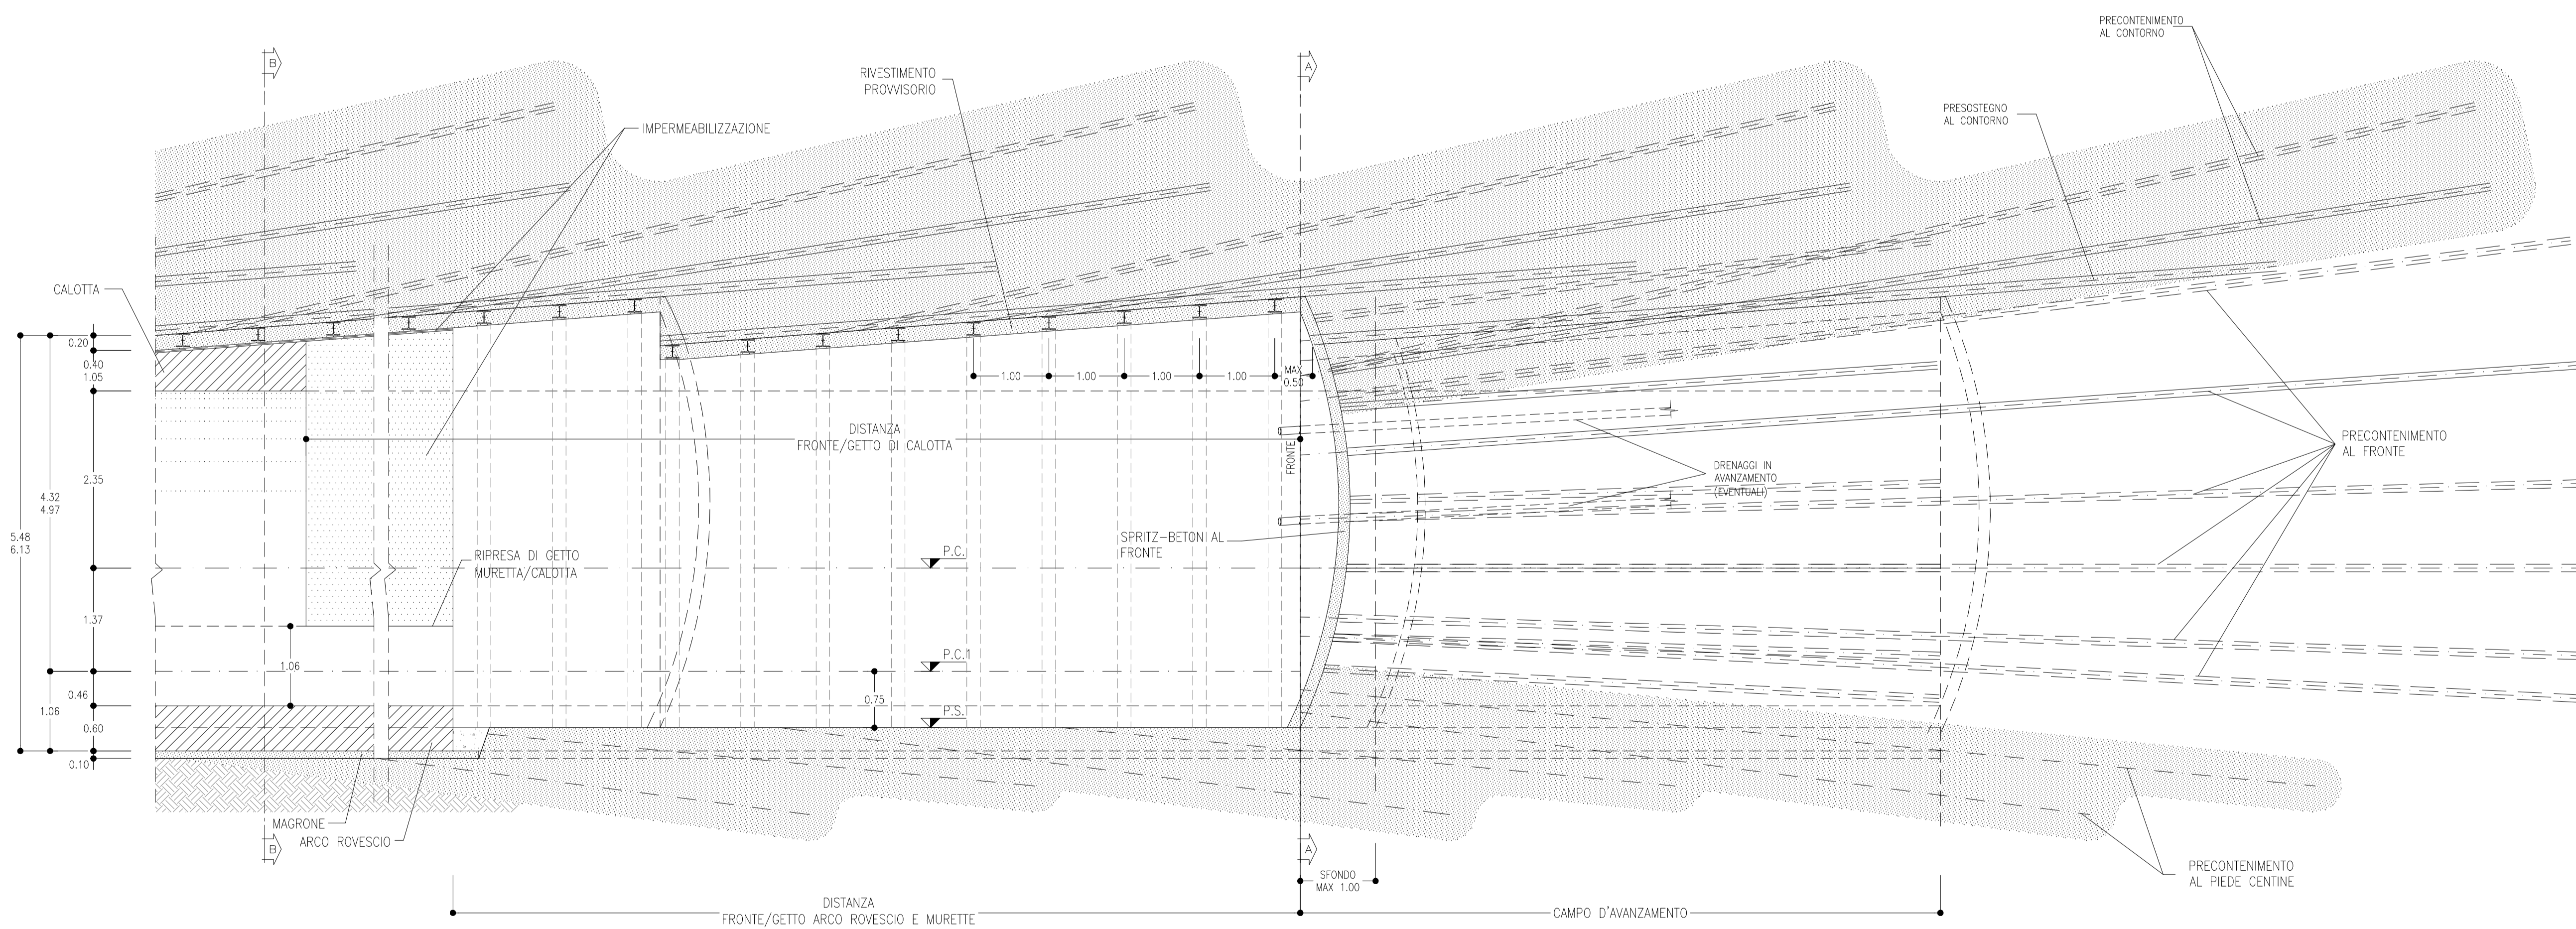 PRECONTENIMENTO
AL CONTORNO
B
A
RIVESTIMENTO
PROVVISORIO
PRESOSTEGNO
AL CONTORNO
IMPERMEABILIZZAZIONE
CALOTTA
0.20
0.40
1.05
1.00
1.00
1.00
1.00
MAX
0.50
DISTANZA
FRONTE/GETTO DI CALOTTA
FRONTE
PRECONTENIMENTO
AL FRONTE
DRENAGGI IN
AVANZAMENTO
(EVENTUALI)
2.35
4.32
4.97
5.48
6.13
SPRITZ-BETON AL
FRONTE
RIPRESA DI GETTO
MURETTA/CALOTTA
P.C.
1.37
P.C.1
1.06
0.46
1.06
0.75
P.S.
0.60
0.10
MAGRONE
ARCO ROVESCIO
B
A
PRECONTENIMENTO
AL PIEDE CENTINE
SFONDO
MAX 1.00
DISTANZA
FRONTE/GETTO ARCO ROVESCIO E MURETTE
CAMPO D'AVANZAMENTO